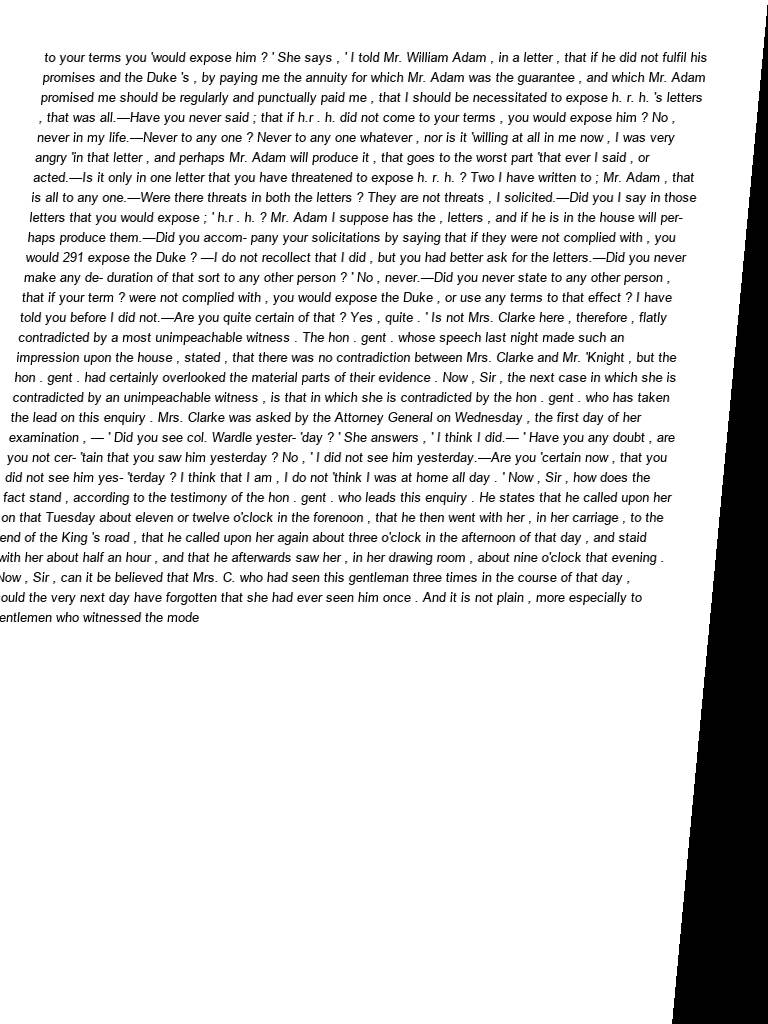 to your terms you 'would expose him ? ' She says , ' I told Mr. William Adam , in a letter , that if he did not fulfil his
promises and the Duke 's , by paying me the annuity for which Mr. Adam was the guarantee , and which Mr. Adam
promised me should be regularly and punctually paid me , that I should be necessitated to expose h. r. h. 's letters
, that was all.—Have you never said ; that if h.r . h. did not come to your terms , you would expose him ? No ,
never in my life.—Never to any one ? Never to any one whatever , nor is it 'willing at all in me now , I was very
angry 'in that letter , and perhaps Mr. Adam will produce it , that goes to the worst part 'that ever I said , or
acted.—Is it only in one letter that you have threatened to expose h. r. h. ? Two I have written to ; Mr. Adam , that
is all to any one.—Were there threats in both the letters ? They are not threats , I solicited.—Did you I say in those
letters that you would expose ; ' h.r . h. ? Mr. Adam I suppose has the , letters , and if he is in the house will per-
haps produce them.—Did you accom- pany your solicitations by saying that if they were not complied with , you
would 291 expose the Duke ? —I do not recollect that I did , but you had better ask for the letters.—Did you never
make any de- duration of that sort to any other person ? ' No , never.—Did you never state to any other person ,
that if your term ? were not complied with , you would expose the Duke , or use any terms to that effect ? I have
told you before I did not.—Are you quite certain of that ? Yes , quite . ' Is not Mrs. Clarke here , therefore , flatly
contradicted by a most unimpeachable witness . The hon . gent . whose speech last night made such an
impression upon the house , stated , that there was no contradiction between Mrs. Clarke and Mr. 'Knight , but the
hon . gent . had certainly overlooked the material parts of their evidence . Now , Sir , the next case in which she is
contradicted by an unimpeachable witness , is that in which she is contradicted by the hon . gent . who has taken
the lead on this enquiry . Mrs. Clarke was asked by the Attorney General on Wednesday , the first day of her
examination , — ' Did you see col. Wardle yester- 'day ? ' She answers , ' I think I did.— ' Have you any doubt , are
you not cer- 'tain that you saw him yesterday ? No , ' I did not see him yesterday.—Are you 'certain now , that you
did not see him yes- 'terday ? I think that I am , I do not 'think I was at home all day . ' Now , Sir , how does the
fact stand , according to the testimony of the hon . gent . who leads this enquiry . He states that he called upon her
on that Tuesday about eleven or twelve o'clock in the forenoon , that he then went with her , in her carriage , to the
end of the King 's road , that he called upon her again about three o'clock in the afternoon of that day , and staid
with her about half an hour , and that he afterwards saw her , in her drawing room , about nine o'clock that evening .
Now , Sir , can it be believed that Mrs. C. who had seen this gentleman three times in the course of that day ,
ould the very next day have forgotten that she had ever seen him once . And it is not plain , more especially to
entlemen who witnessed the mode